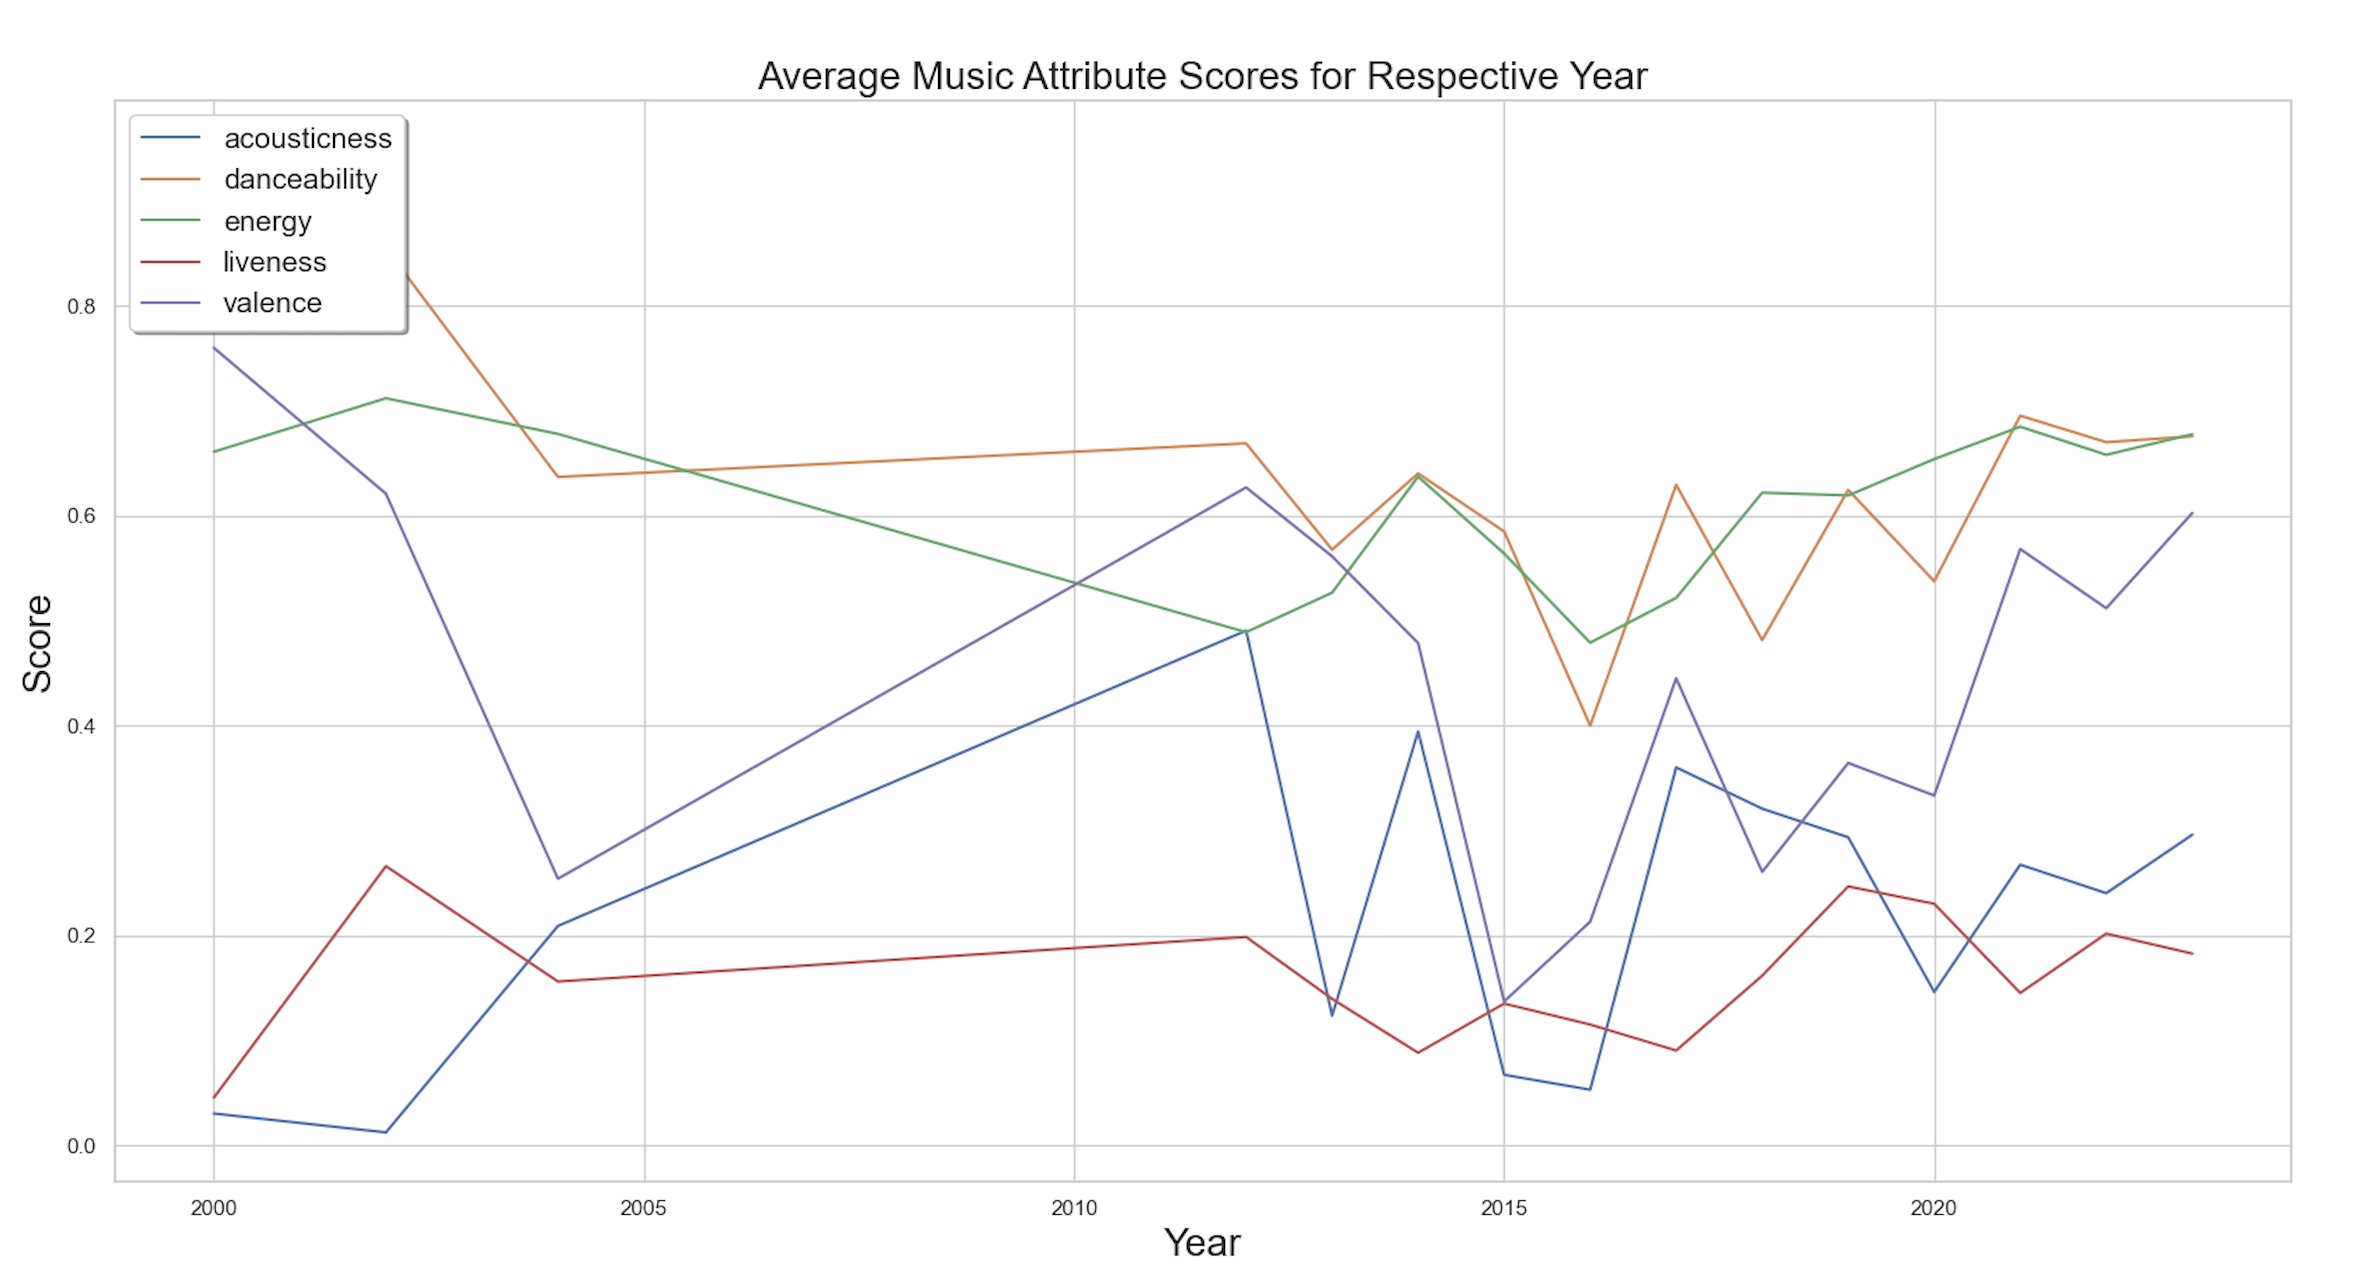 Average Music Attribute Scores for Respective Year
acousticness
danceability
energy
liveness
valence
0.8
0.6
0.4
0.2
0.0
Score
2000 2005 2010 2015 2020
Year